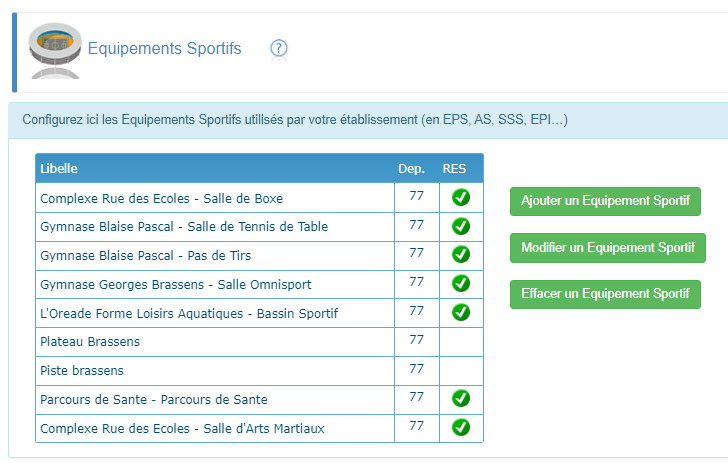 Equipements Sportifs ?
Configurez ici les Equipements Sportifs utilisés par votre établissement (en EPS, AS, SSS, EPI...)
Libelle Dep. RES
Complexe Rue des Ecoles - Salle de Boxe 77
Gymnase Blaise Pascal - Salle de Tennis de Table 77
Gymnase Blaise Pascal - Pas de Tirs 77
Gymnase Georges Brassens - Salle Omnisport 77
L'Oreade Forme Loisirs Aquatiques - Bassin Sportif 77
Plateau Brassens 77
Piste brassens 77
Parcours de Sante - Parcours de Sante 77
Complexe Rue des Ecoles - Salle d'Arts Martiaux 77
Ajouter un Equipement Sportif
Modifier un Equipement Sportif
Effacer un Equipement Sportif